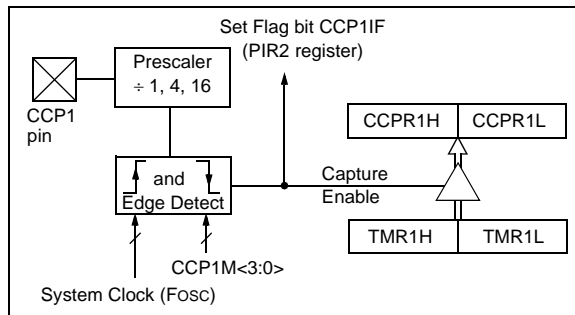 Set Flag bit CCP1IF
(PIR2 register)
Prescaler
÷ 1, 4, 16
CCP1
pin
CCPR1H CCPR1L
and
Edge Detect
Capture
Enable
TMR1H TMR1L
CCP1M<3:0>
System Clock (FOSC)